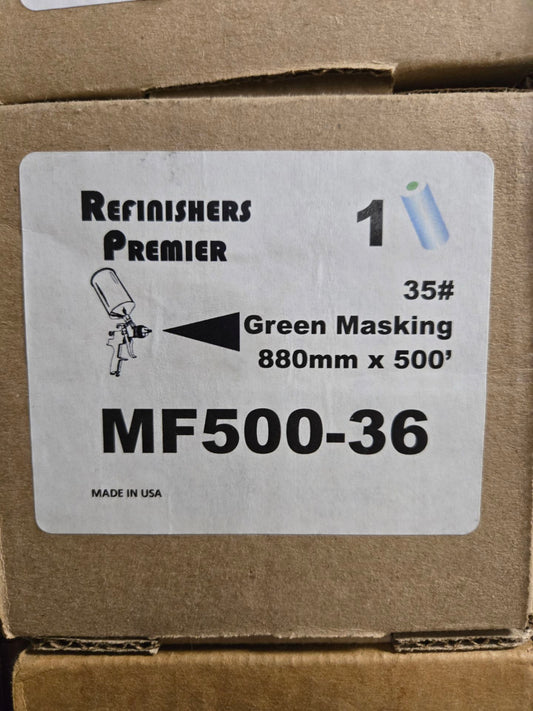 REFINISHERS
PREMIER
1
35#
Green Masking
880mm x 500'
MF500-36
MADE IN USA